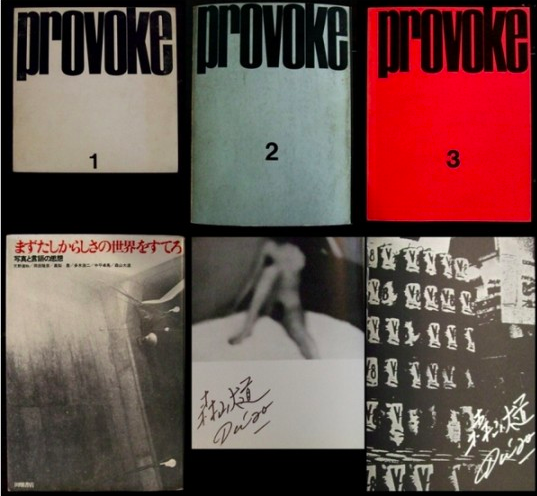 provoke
1
provoke
2
provoke
3
まずたしからしさの世界をすてろ
写真と言語の思想
森山大道
Daido
森山大道
Daido